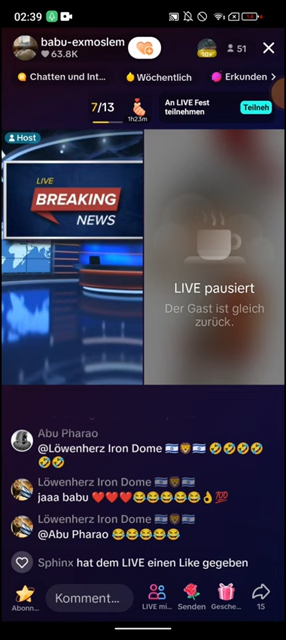 02:39
babu-exmoslem
63.8K
51
Chatten und Int...
Wöchentlich
Erkunden >
7/13
1h23m
An LIVE Fest
teilnehmen
Teilneh
Host
LIVE
BREAKING
NEWS
LIVE pausiert
Der Gast ist gleich
zurück.
Abu Pharao
@Löwenherz Iron Dome 🇮🇱🦁🇮🇱 🤣🤣🤣🤣
🤣🤣
Löwenherz Iron Dome 🇮🇱🦁🇮🇱
jaaa babu ❤️❤️❤️😂😂😂😂😂👌💯
Löwenherz Iron Dome 🇮🇱🦁🇮🇱
@Abu Pharao 😂😂😂😂😂
Sphinx hat dem LIVE einen Like gegeben
Abonn...
Komment...
LIVE mi...
Senden
Gesche...
15